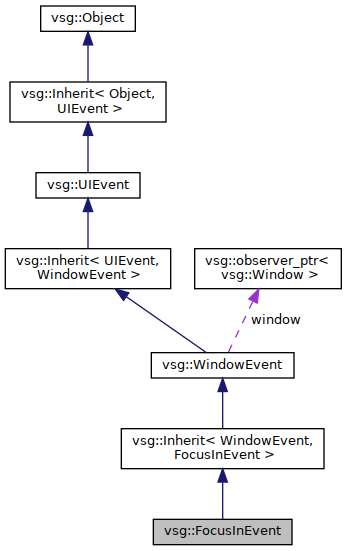 vsg::Object
vsg::Inherit< Object,
UIEvent >
vsg::UIEvent
vsg::Inherit< UIEvent,
WindowEvent >
vsg::observer_ptr<
vsg::Window >
window
vsg::WindowEvent
vsg::Inherit< WindowEvent,
FocusInEvent >
vsg::FocusInEvent